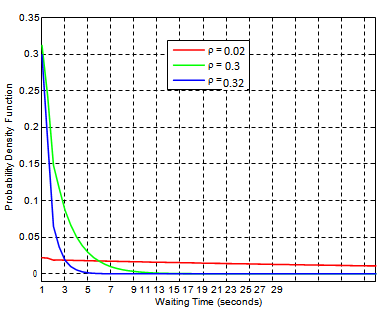 0.35
0.3
0.25
0.2
0.15
0.1
0.05
0
Probability Density Function
ρ = 0.02
ρ = 0.3
ρ = 0.32
1 3 5 7 9 11 13 15 17 19 21 23 25 27 29
Waiting Time (seconds)